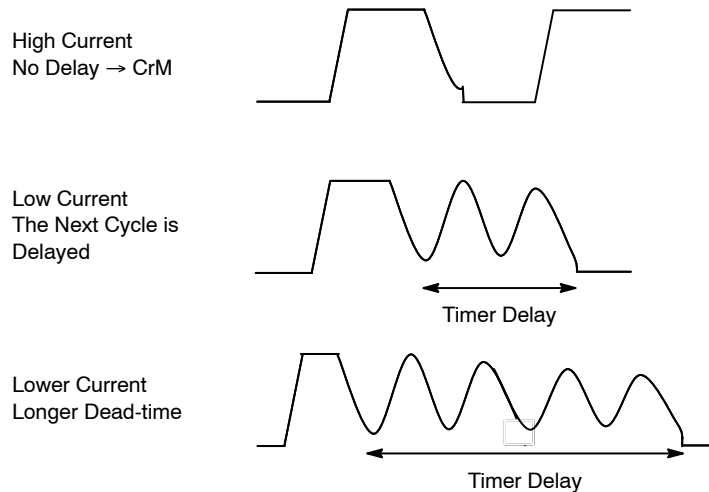 High Current
No Delay → CrM
Low Current
The Next Cycle is
Delayed
Timer Delay
Lower Current
Longer Dead-time
Timer Delay